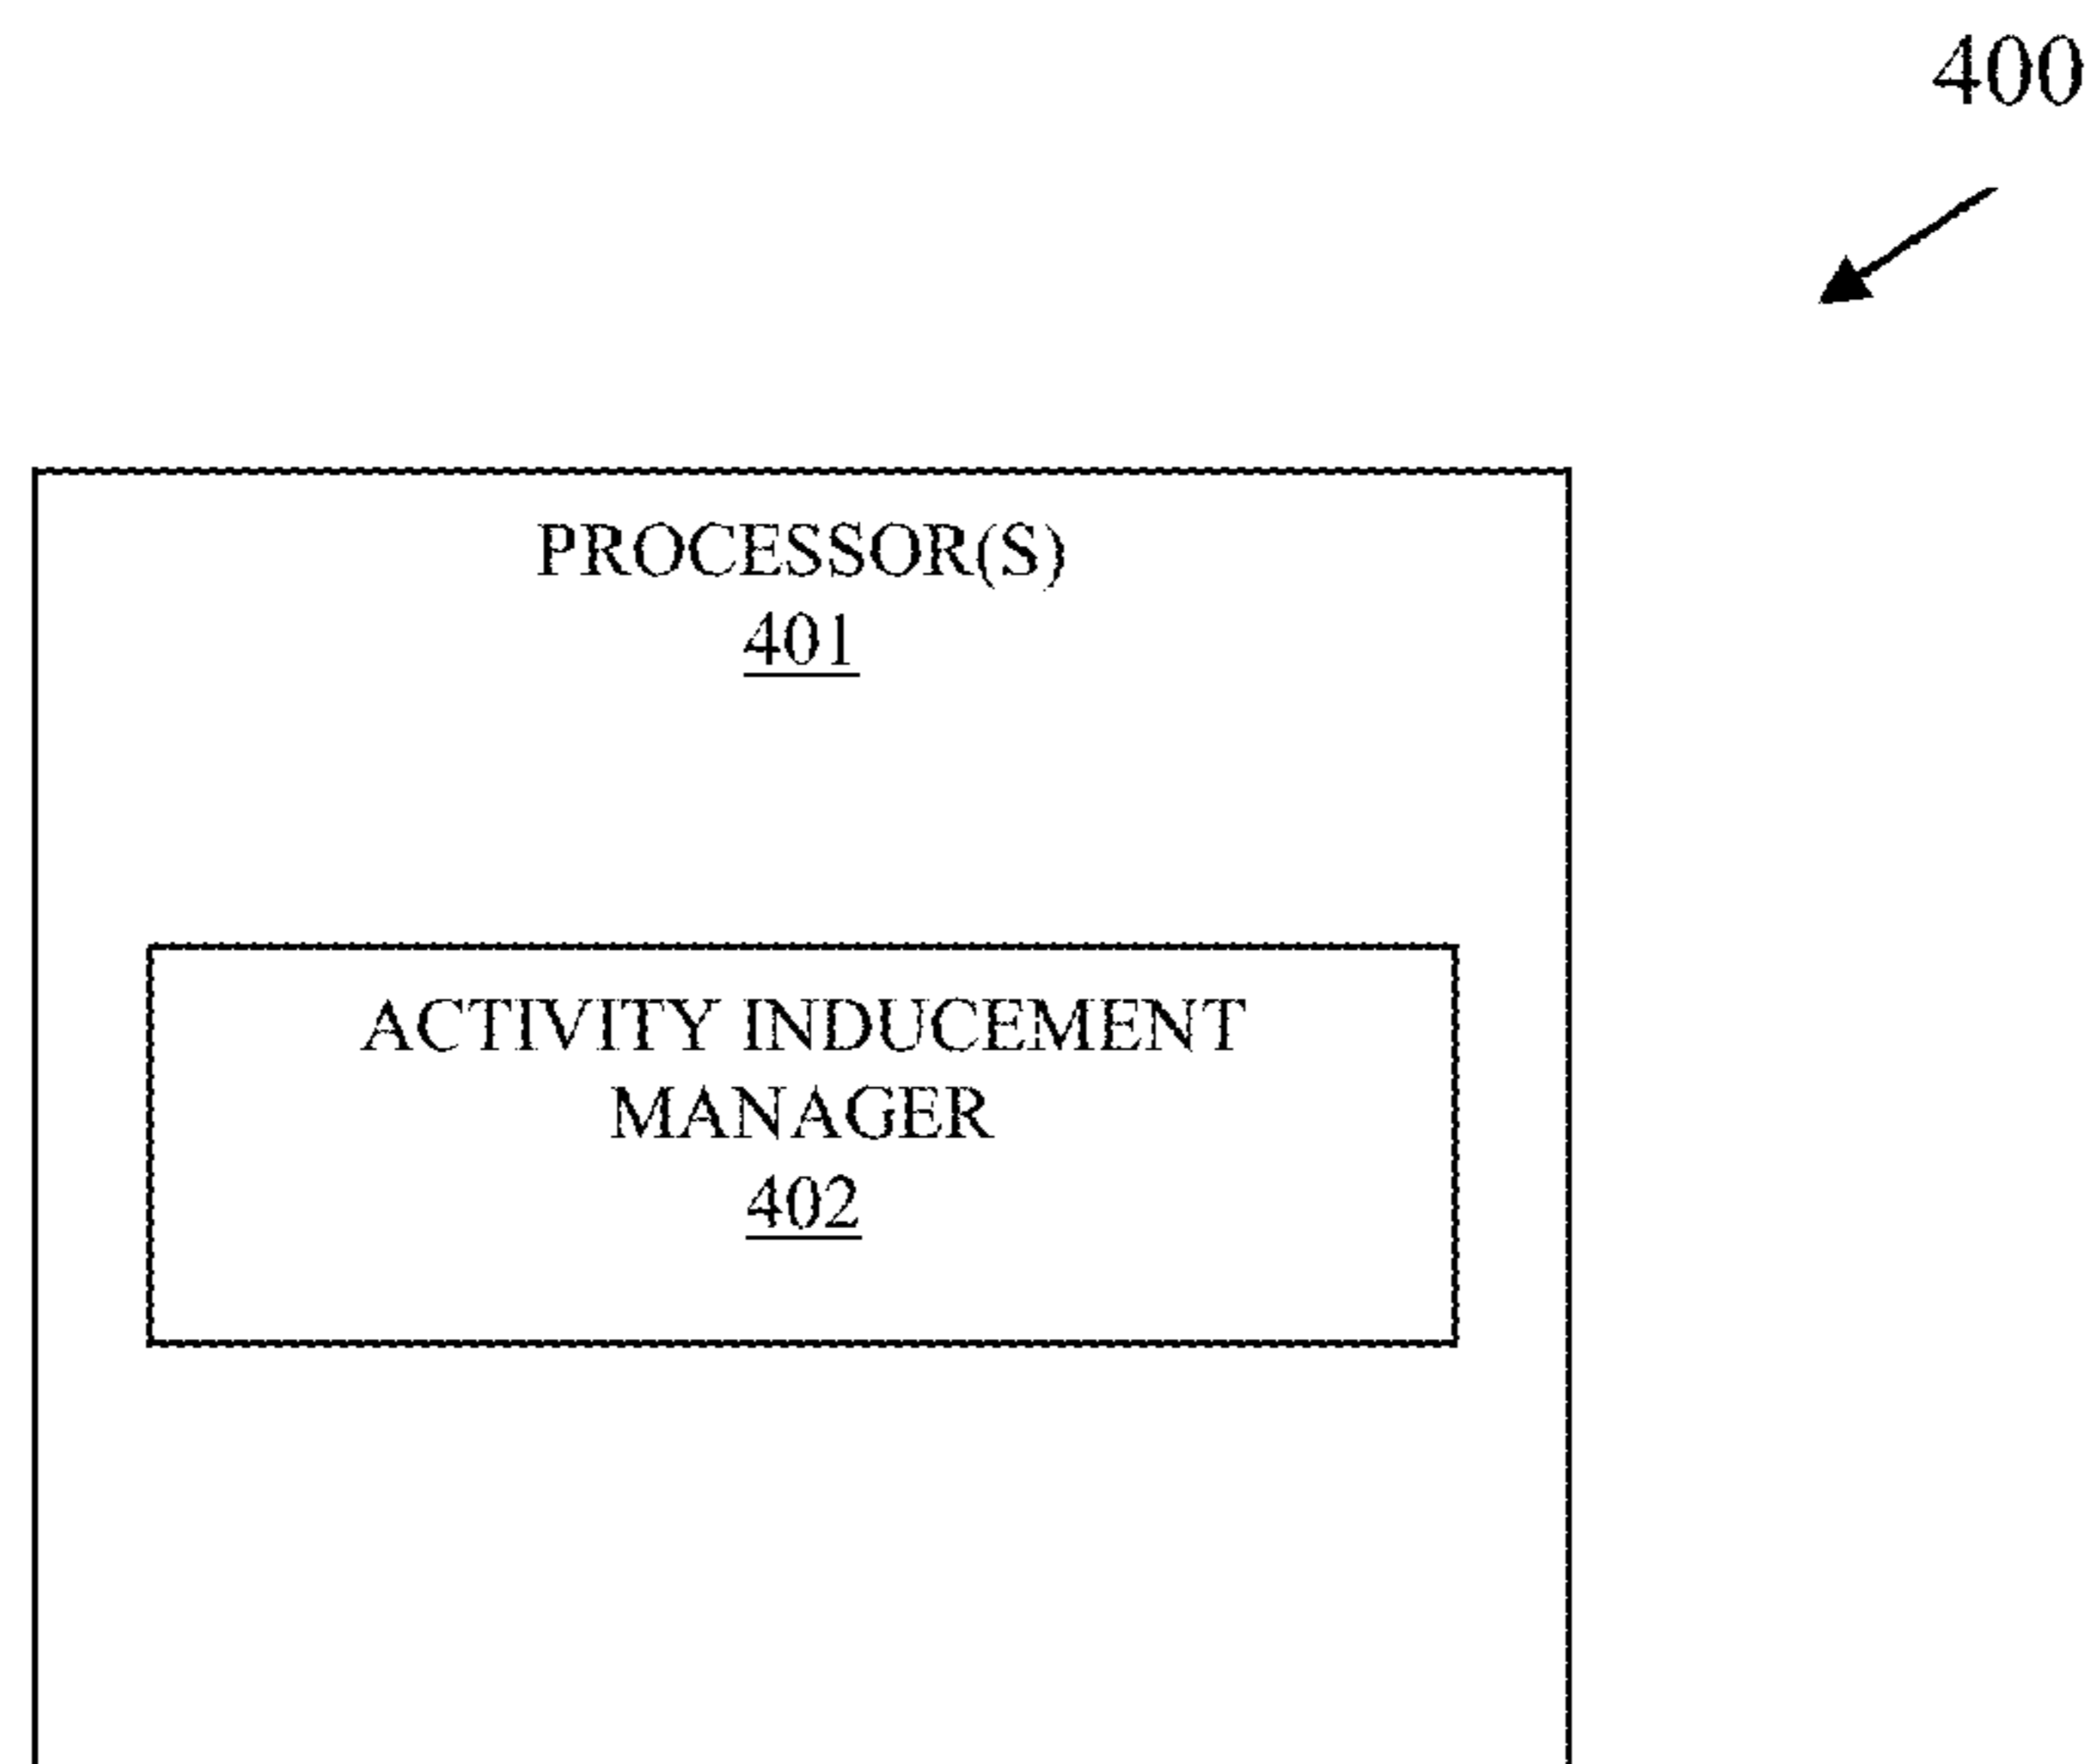 400
PROCESSOR(S)
401
ACTIVITY INDUCEMENT
MANAGER
402